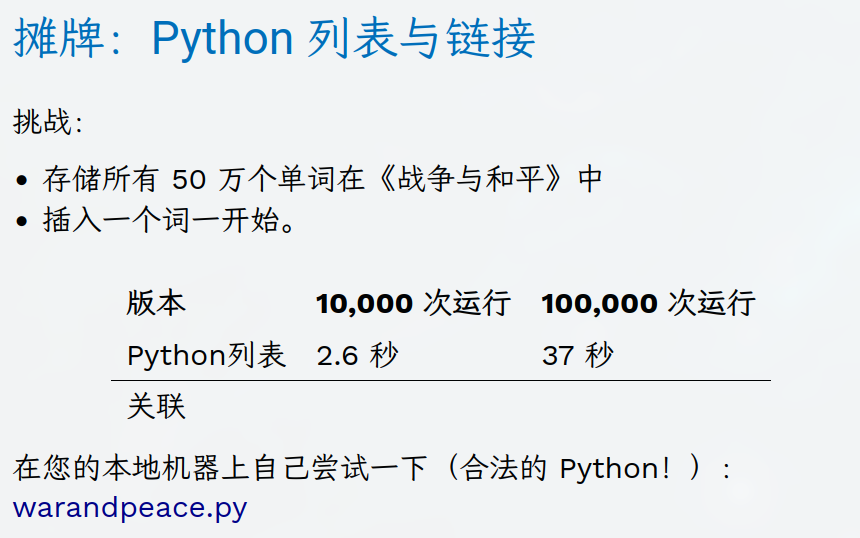 摊牌：Python 列表与链接
挑战：
• 存储所有 50 万个单词在《战争与和平》中
• 插入一个词一开始。
版本 10,000 次运行 100,000 次运行
Python列表 2.6 秒 37 秒
关联
在您的本地机器上自己尝试一下（合法的 Python！）：
warandpeace.py